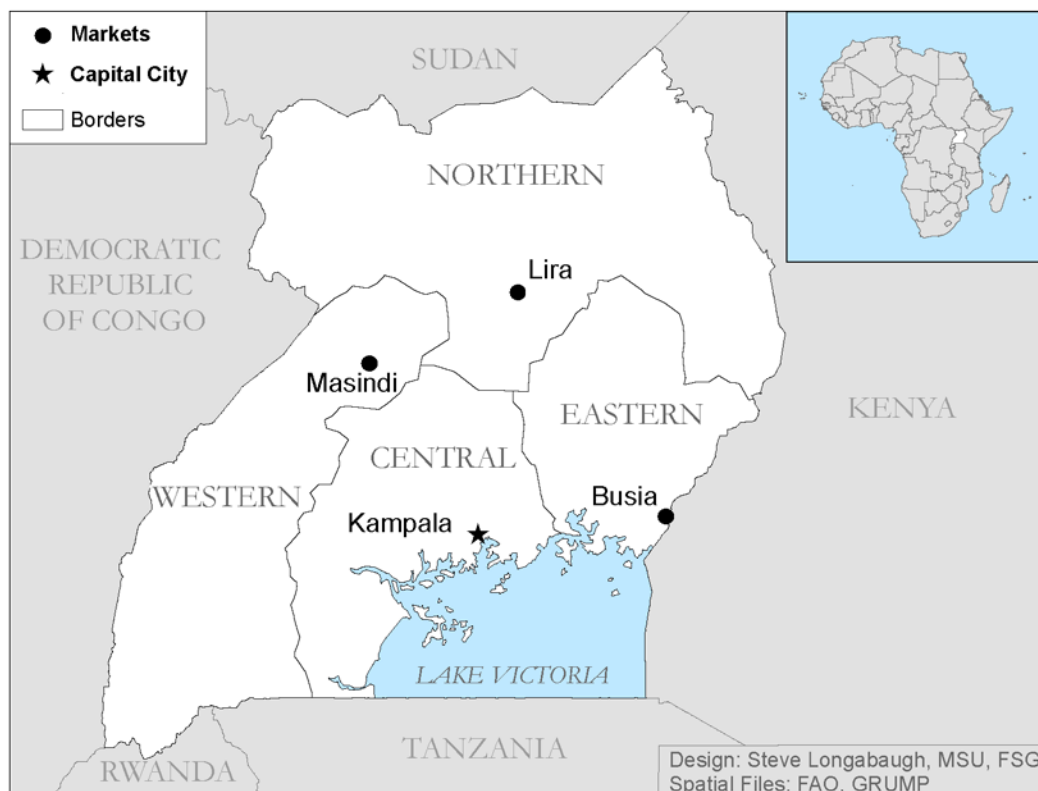 Markets
Capital City
Borders
SUDAN
NORTHERN
DEMOCRATIC
REPUBLIC
OF CONGO
Lira
Masindi
KENYA
EASTERN
CENTRAL
WESTERN
Busia
Kampala
LAKE VICTORIA
TANZANIA
RWANDA
Design: Steve Longabaugh, MSU, FSG
Spatial Files: FAO, GRUMP